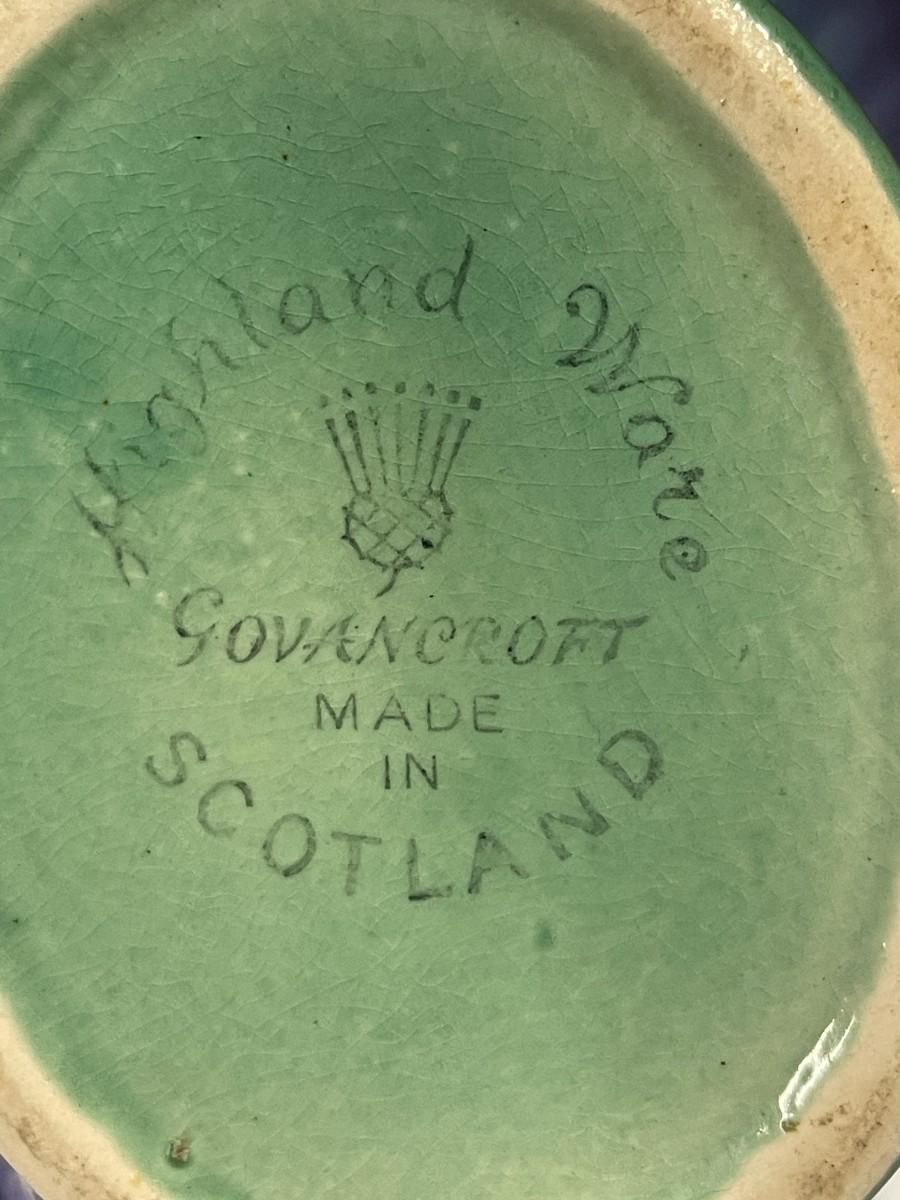 Highland Ware
GOVANCROFT
MADE
IN
SCOTLAND